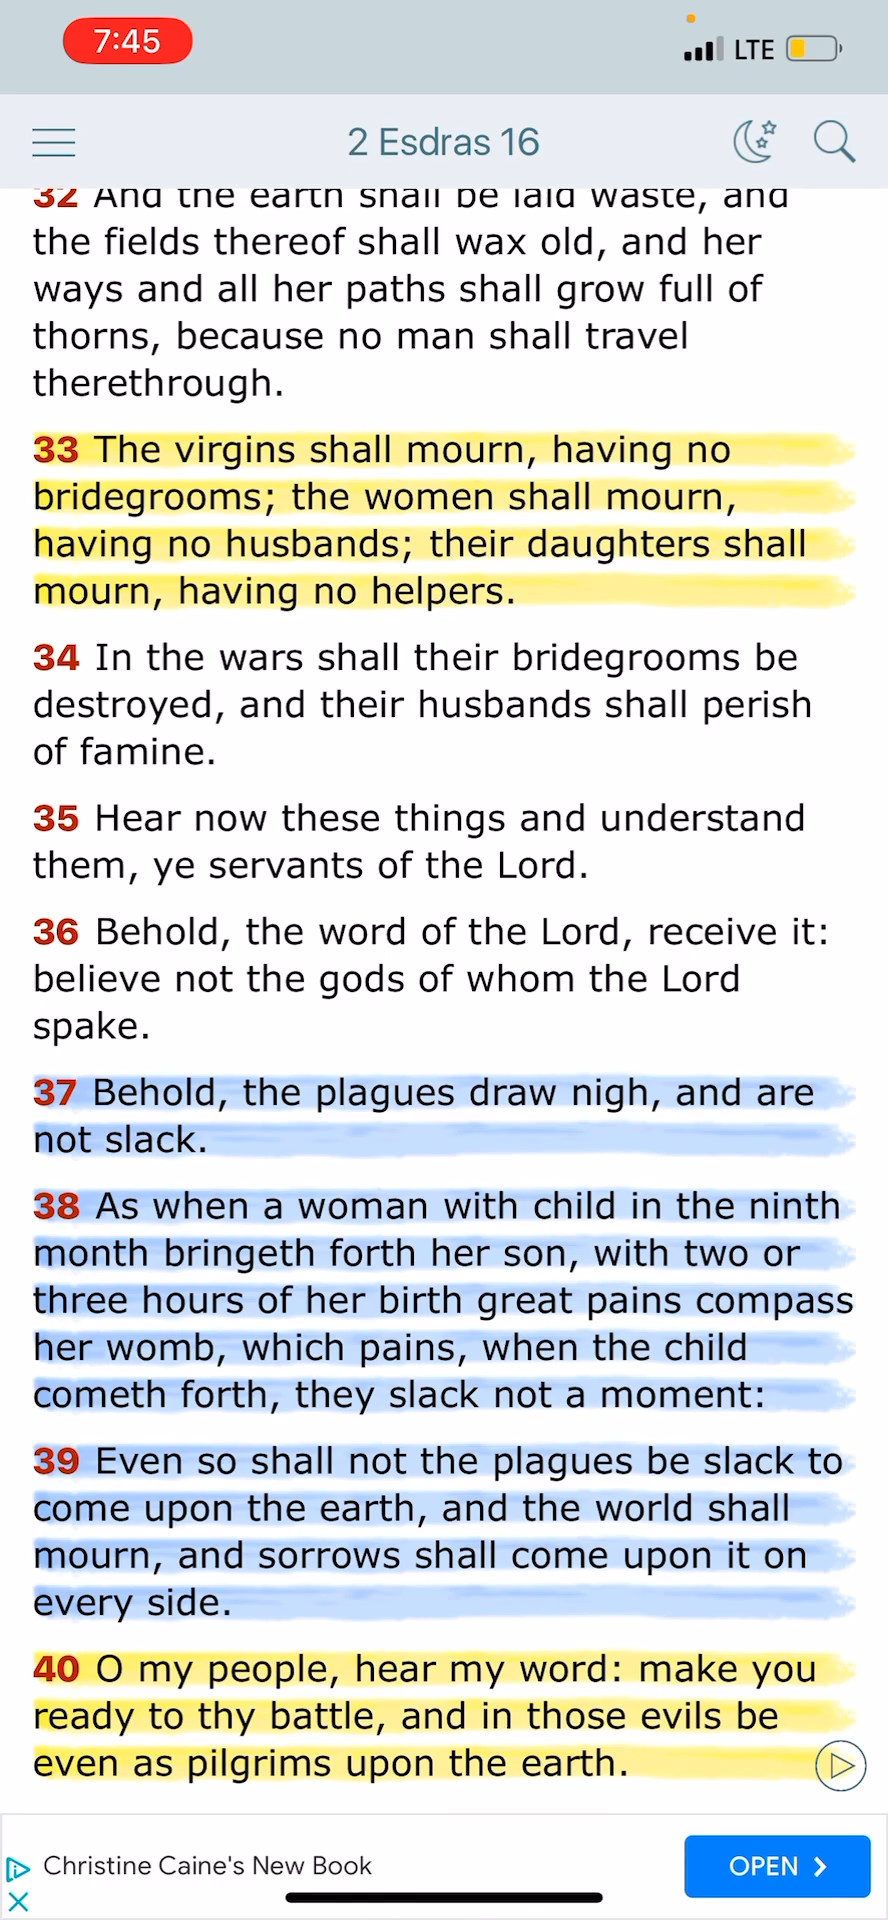 7:45
LTE
2 Esdras 16
32 And the earth shall be laid waste, and
the fields thereof shall wax old, and her
ways and all her paths shall grow full of
thorns, because no man shall travel
therethrough.
33 The virgins shall mourn, having no
bridegrooms; the women shall mourn,
having no husbands; their daughters shall
mourn, having no helpers.
34 In the wars shall their bridegrooms be
destroyed, and their husbands shall perish
of famine.
35 Hear now these things and understand
them, ye servants of the Lord.
36 Behold, the word of the Lord, receive it:
believe not the gods of whom the Lord
spake.
37 Behold, the plagues draw nigh, and are
not slack.
38 As when a woman with child in the ninth
month bringeth forth her son, with two or
three hours of her birth great pains compass
her womb, which pains, when the child
cometh forth, they slack not a moment:
39 Even so shall not the plagues be slack to
come upon the earth, and the world shall
mourn, and sorrows shall come upon it on
every side.
40 O my people, hear my word: make you
ready to thy battle, and in those evils be
even as pilgrims upon the earth.
Christine Caine's New Book
OPEN